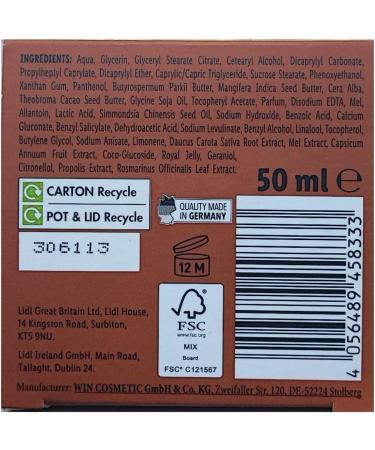 INGREDIENTS: Aqua, Glycerin, Glyceryl Stearate Citrate, Cetearyl Alcohol, Dicaprylyl Carbonate,
Propylheptyl Caprylate, Dicaprylyl Ether, Caprylic/Capric Triglyceride, Sucrose Stearate, Phenoxyethanol,
Xanthan Gum, Panthenol, Butyrospermum Parkii Butter, Mangifera Indica Seed Butter, Cera Alba,
Theobroma Cacao Seed Butter, Glycine Soja Oil, Tocopheryl Acetate, Parfum, Disodium EDTA, Mel,
Allantoin, Lactic Acid, Simmondsia Chinensis Seed Oil, Sodium Hydroxide, Benzoic Acid, Calcium
Gluconate, Benzyl Salicylate, Dehydroacetic Acid, Sodium Levulinate, Benzyl Alcohol, Linalool, Tocopherol,
Butylene Glycol, Sodium Anisate, Limonene, Daucus Carota Sativa Root Extract, Mel Extract, Capsicum
Annuum Fruit Extract, Coco-Glucoside, Royal Jelly, Geraniol,
Citronellol, Propolis Extract, Rosmarinus Officinalis Leaf Extract.
50 ml e
CARTON Recycle
POT & LID Recycle
QUALITY MADE
IN GERMANY
306113
12 M
4 056489 458333
FSC
MIX
Board
FSC® C121567
Lidl Great Britain Ltd, Lidl House,
14 Kingston Road, Surbiton,
KT5 9NU.
Lidl Ireland GmbH, Main Road,
Tallaght, Dublin 24.
Manufacturer: WIN COSMETIC GmbH & Co. KG, Zweifaller Str. 120, DE-52224 Stolberg